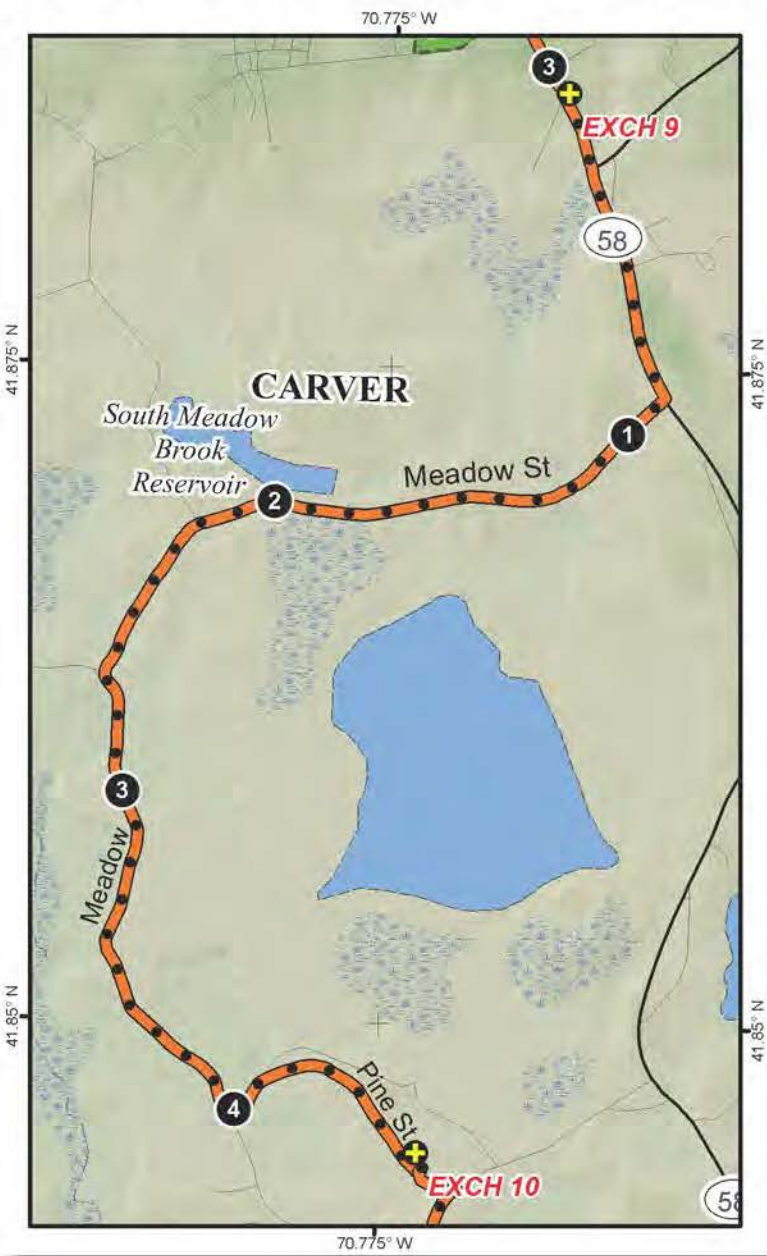 70.775° W
3
EXCH 9
58
41.875° N
41.875° N
CARVER
South Meadow
Brook
Reservoir
1
Meadow St
2
3
Meadow
41.85° N
41.85° N
4
Pine St
EXCH 10
58
70.775° W